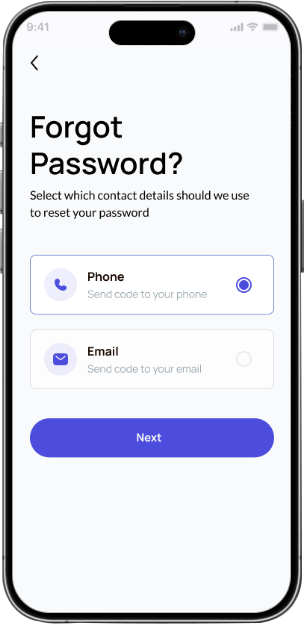 9:41
Forgot
Password?
Select which contact details should we use
to reset your password
Phone
Send code to your phone
Email
Send code to your email
Next